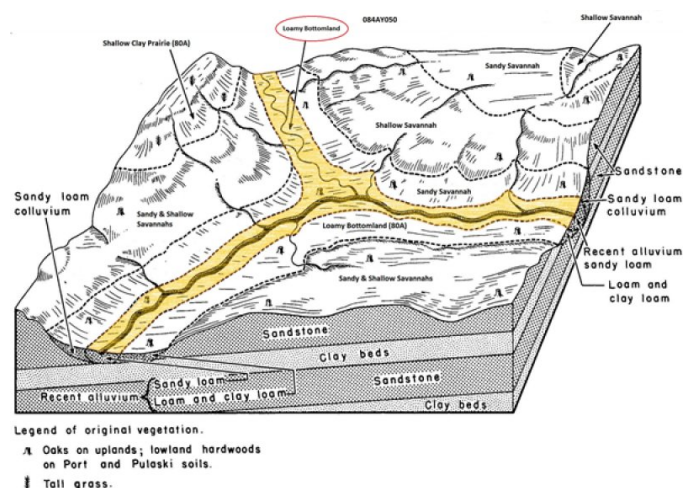 084AY050
Shallow Savannah
Loamy Bottomland
Shallow Clay Prairie (80A)
Sandy Savannah
Shallow Savannah
Sandstone
Sandy loam
colluvium
Sandy Savannah
Sandy loam
colluvium
Sandy & Shallow
Savannahs
Loamy Bottomland (80A)
Recent alluvium
sandy loam
Sandy & Shallow Savannahs
Loam and
clay loam
Sandstone
Clay beds
Sandy loam
Sandstone
Recent alluvium
Loam and clay loam
Clay beds
Legend of original vegetation.
Oaks on uplands; lowland hardwoods
on Port and Pulaski soils.
Tall grass.